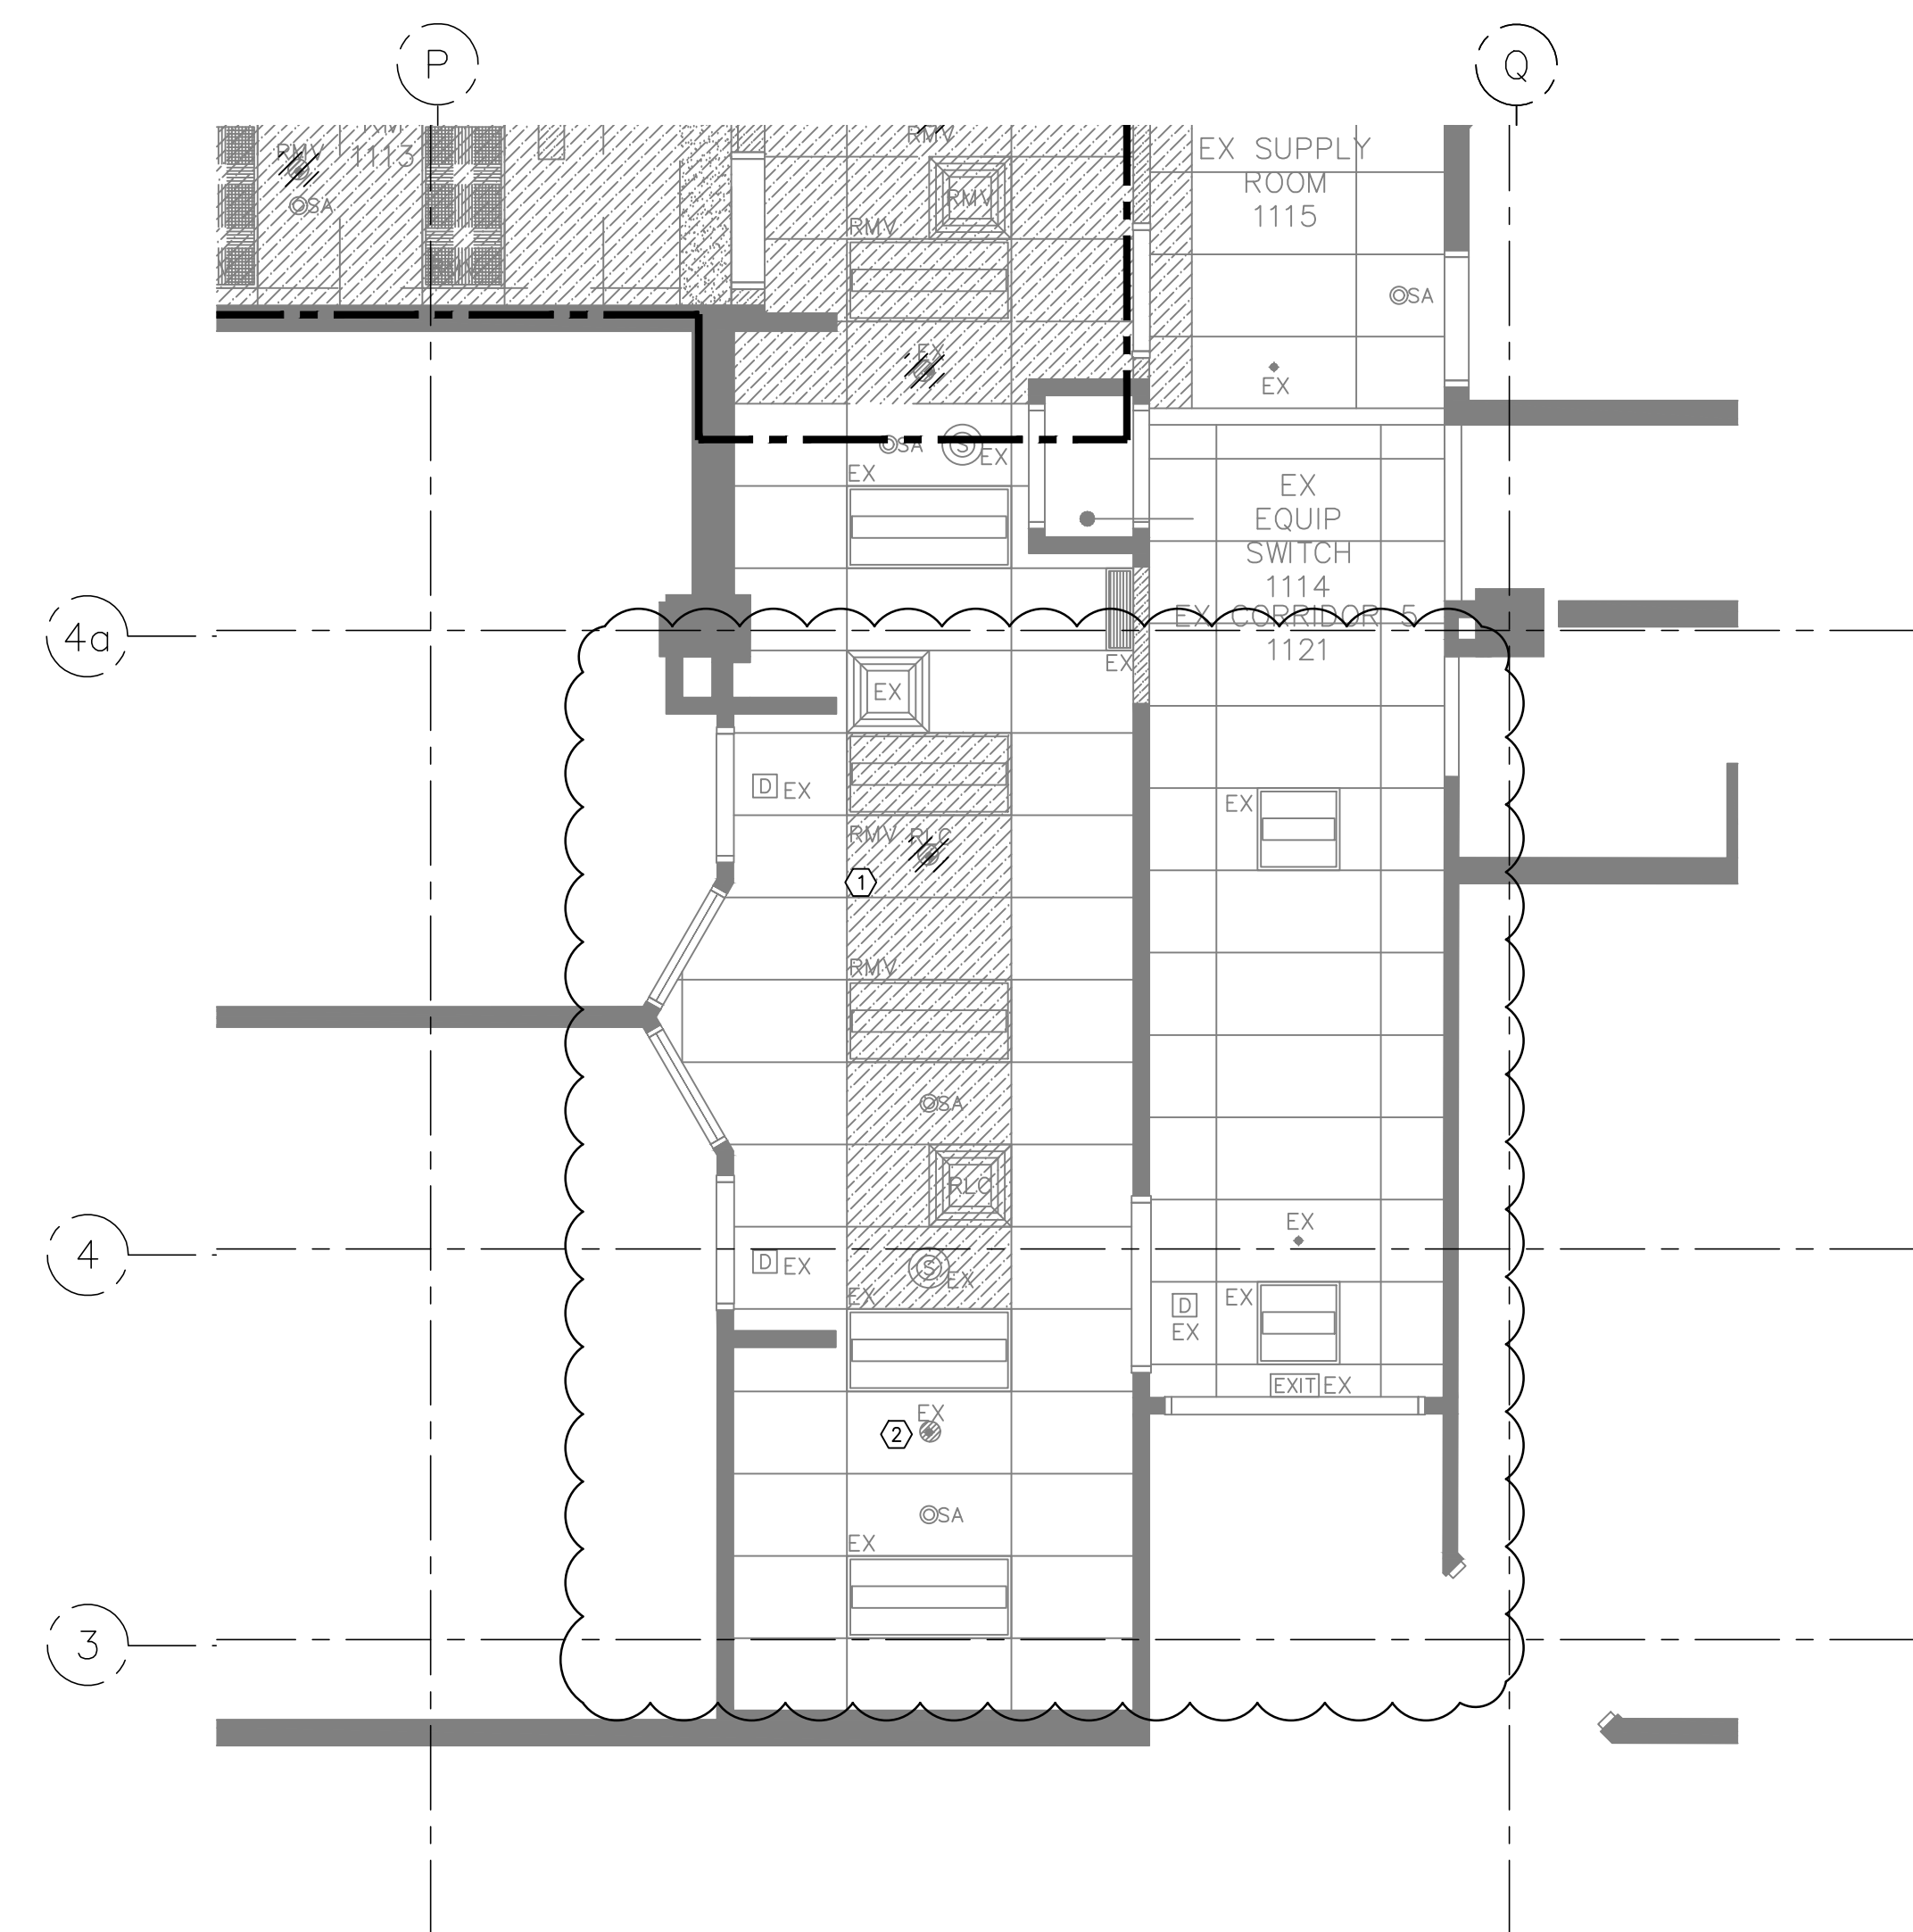 P
Q
RM
1113
RMV
SA
RMV
RMV
RMV
EX SUPPLY
ROOM
1115
SA
EX
EX
SA
S
EX
EX
EX
EQUIP
SWITCH
1114
EX CORRIDOR 5
1121
4a
EX
EX
D
EX
EX
RMV
RLC
1
RMV
SA
RLC
EX
4
D
EX
S
EX
EX
D
EX
EX
EXIT
EX
EX
2
SA
EX
3